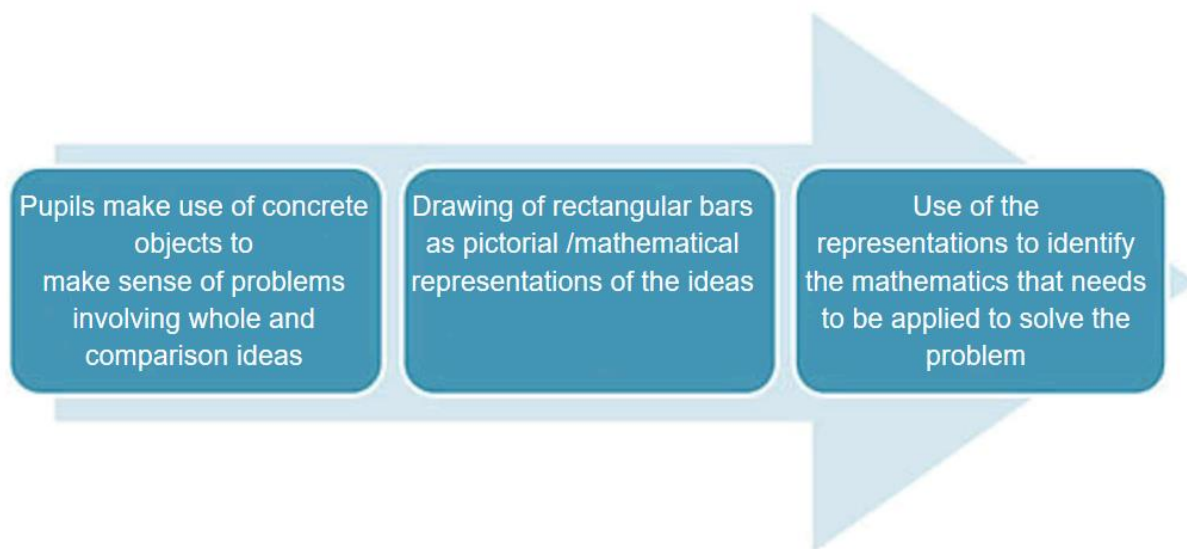 Pupils make use of concrete
objects to
make sense of problems
involving whole and
comparison ideas
Drawing of rectangular bars
as pictorial /mathematical
representations of the ideas
Use of the
representations to identify
the mathematics that needs
to be applied to solve the
problem